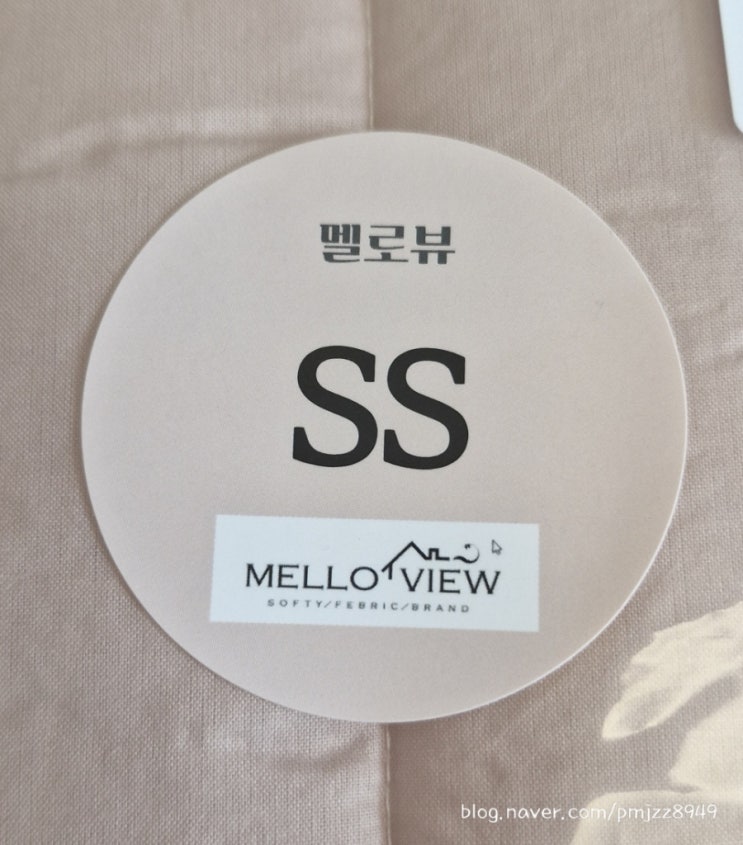 멜로뷰
SS
MELLO VIEW
SOFTY/FEBRIC/BRAND
blog.naver.com/pmjzz8949